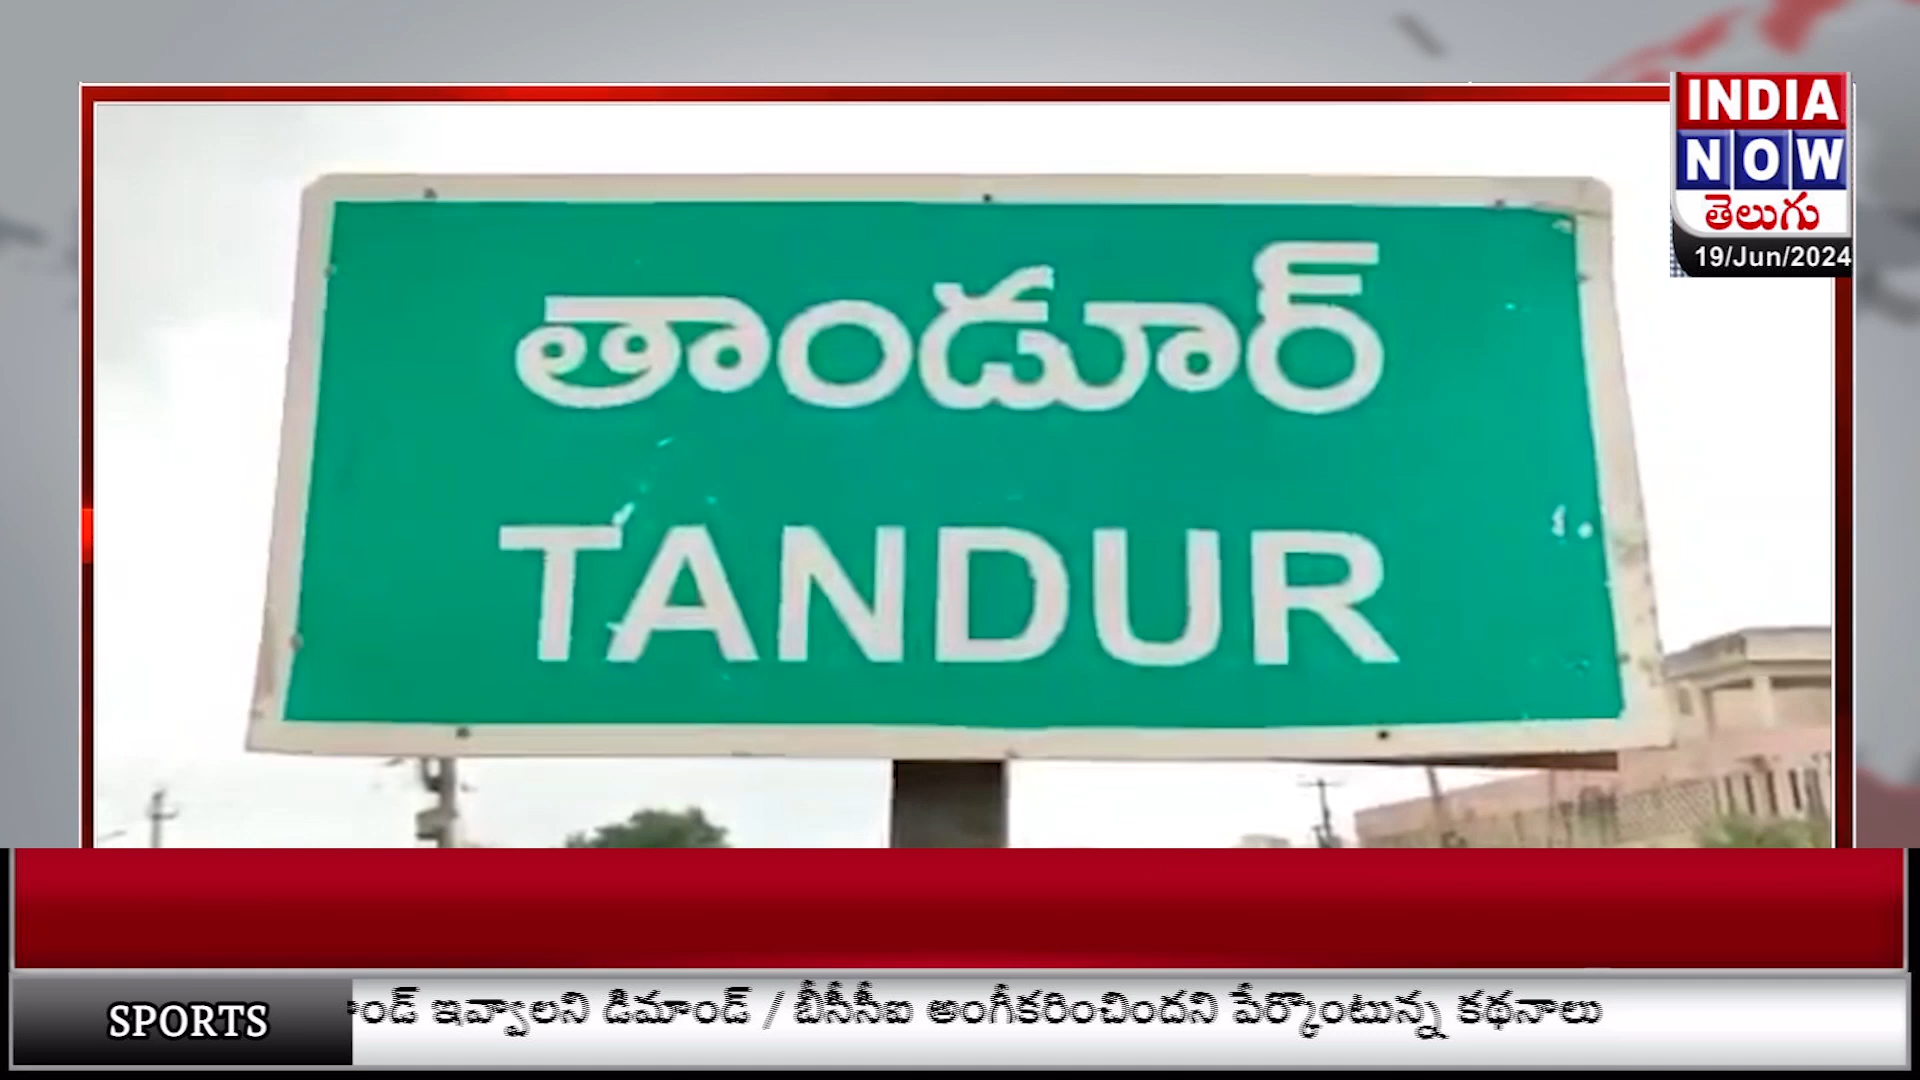 INDIA
NOW
తెలుగు
19/Jun/2024
తాండూర్
TANDUR
SPORTS
ఇవ్వాలని డిమాండ్ / బీసీసీఐ అంగీకరించిందని పేర్కొంటున్న కథనాలు